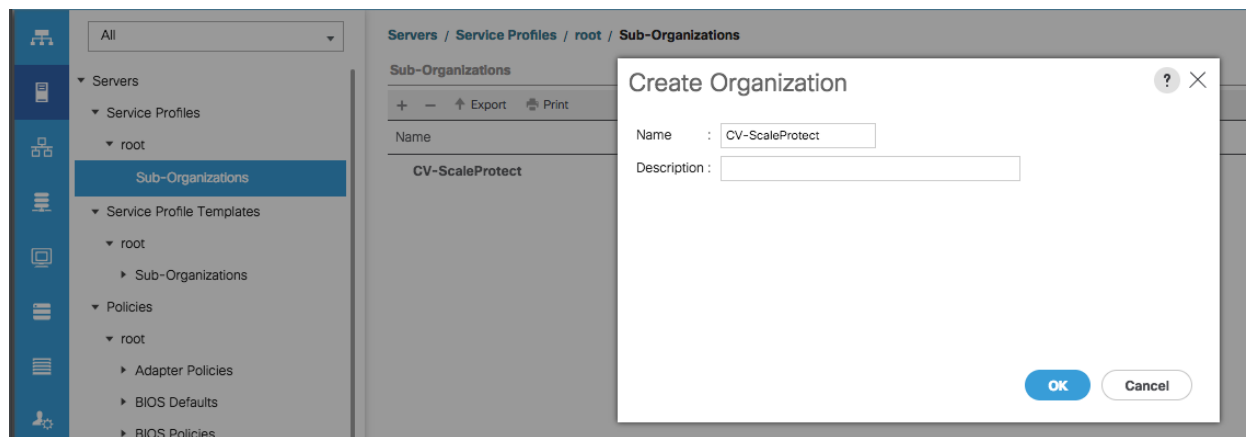 All
Servers
Service Profiles
root
Sub-Organizations
Service Profile Templates
root
Sub-Organizations
Policies
root
Adapter Policies
BIOS Defaults
BIOS Policies
Servers / Service Profiles / root / Sub-Organizations
Sub-Organizations
+ − Export Print
Name
CV-ScaleProtect
Create Organization ?
Name : CV-ScaleProtect
Description :
OK Cancel